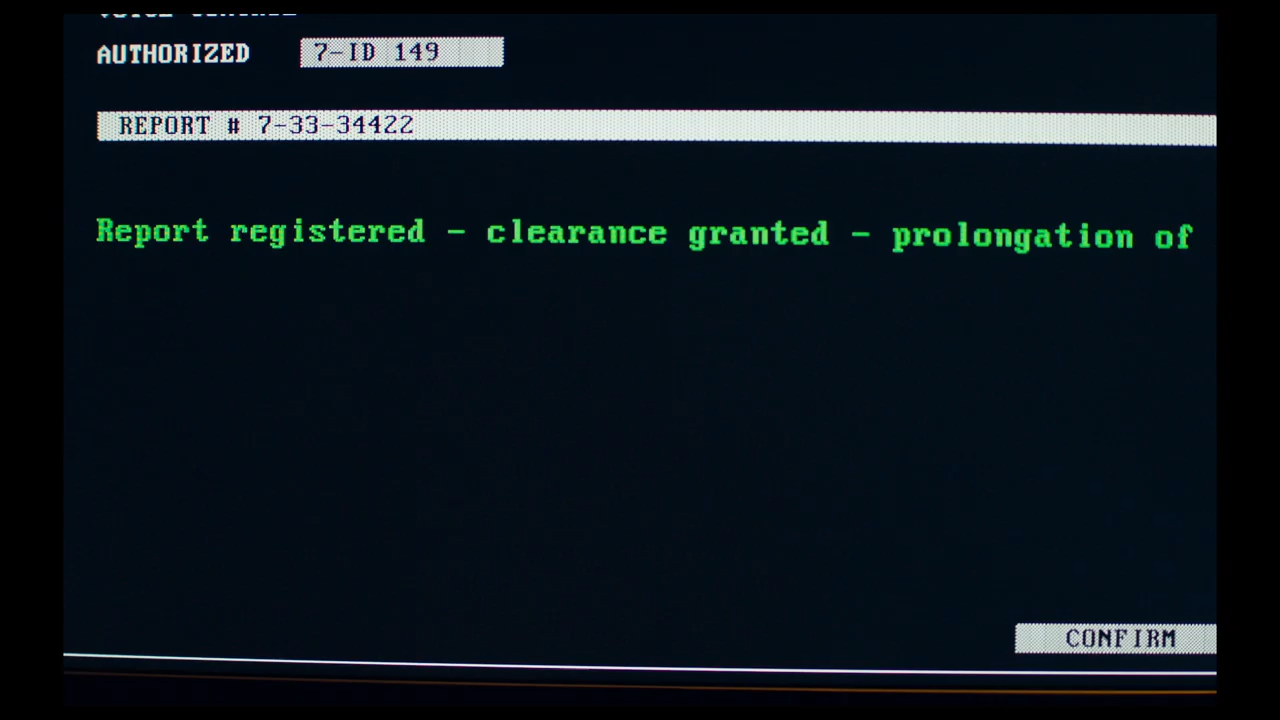 AUTHORIZED 7-ID 149
REPORT # 7-33-34422
Report registered - clearance granted - prolongation of
CONFIRM